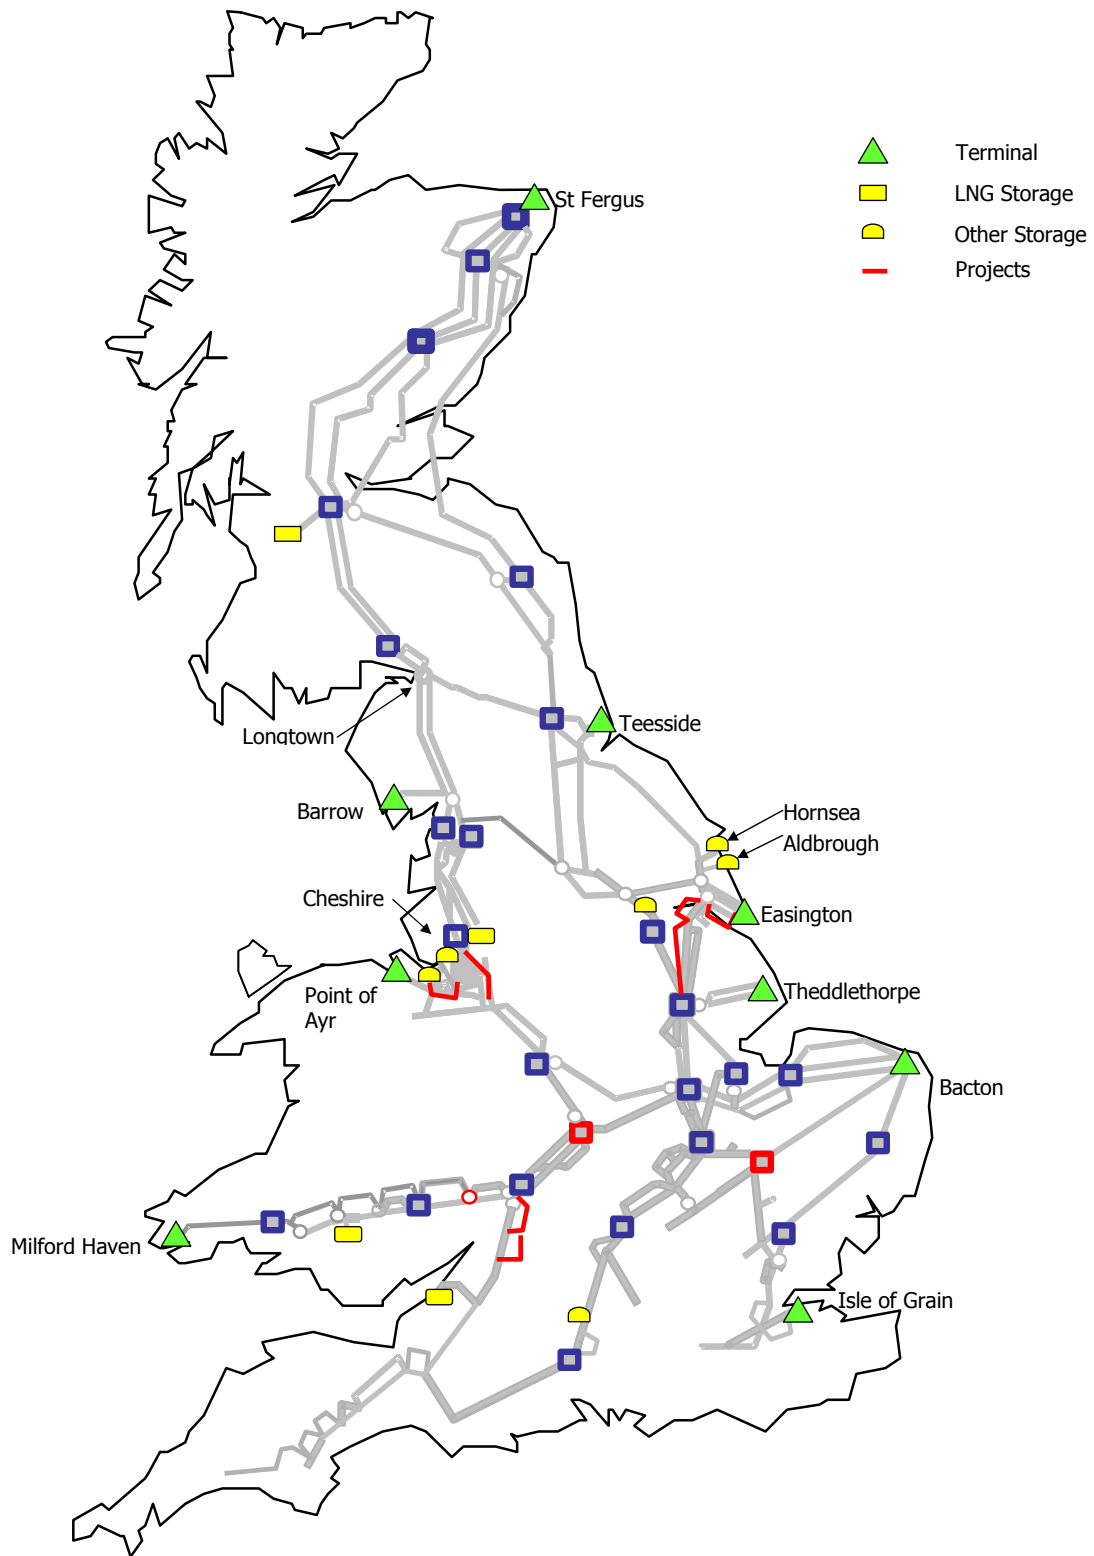 Terminal
St Fergus
LNG Storage
Other Storage
Projects
Teesside
Longtown
Barrow
Hornsea
Aldbrough
Cheshire
Easington
Point of
Ayr
Theddlethorpe
Bacton
Milford Haven
Isle of Grain